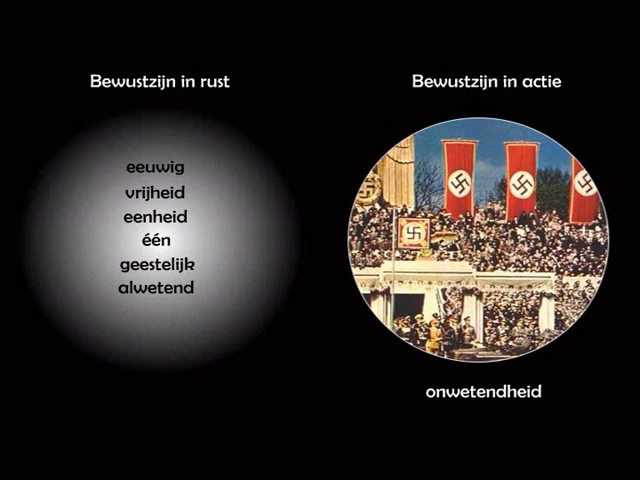 Bewustzijn in rust
eeuwig
vrijheid
eenheid
één
geestelijk
alwetend
Bewustzijn in actie
onwetendheid